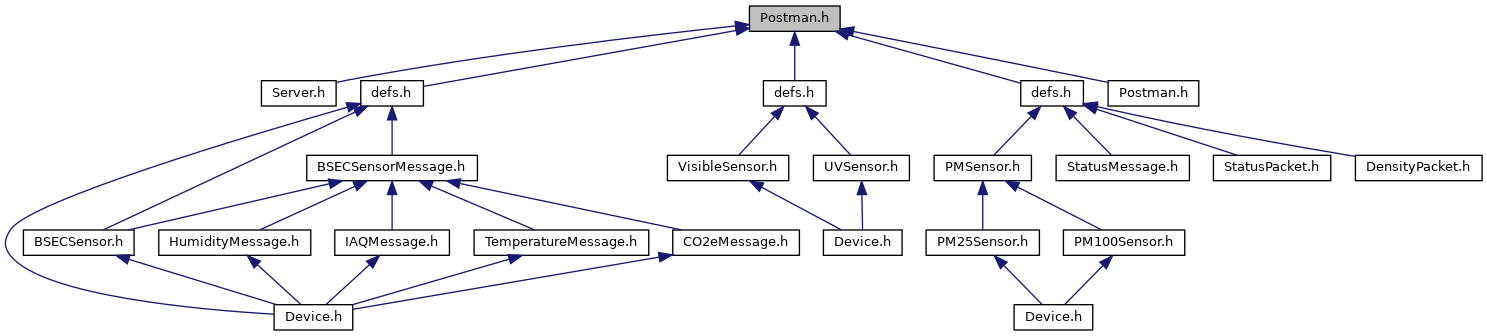 Postman.h
Server.h
defs.h
defs.h
defs.h
Postman.h
BSECSensorMessage.h
VisibleSensor.h
UVSensor.h
PMSensor.h
StatusMessage.h
StatusPacket.h
DensityPacket.h
BSECSensor.h
HumidityMessage.h
IAQMessage.h
TemperatureMessage.h
CO2eMessage.h
Device.h
PM25Sensor.h
PM100Sensor.h
Device.h
Device.h